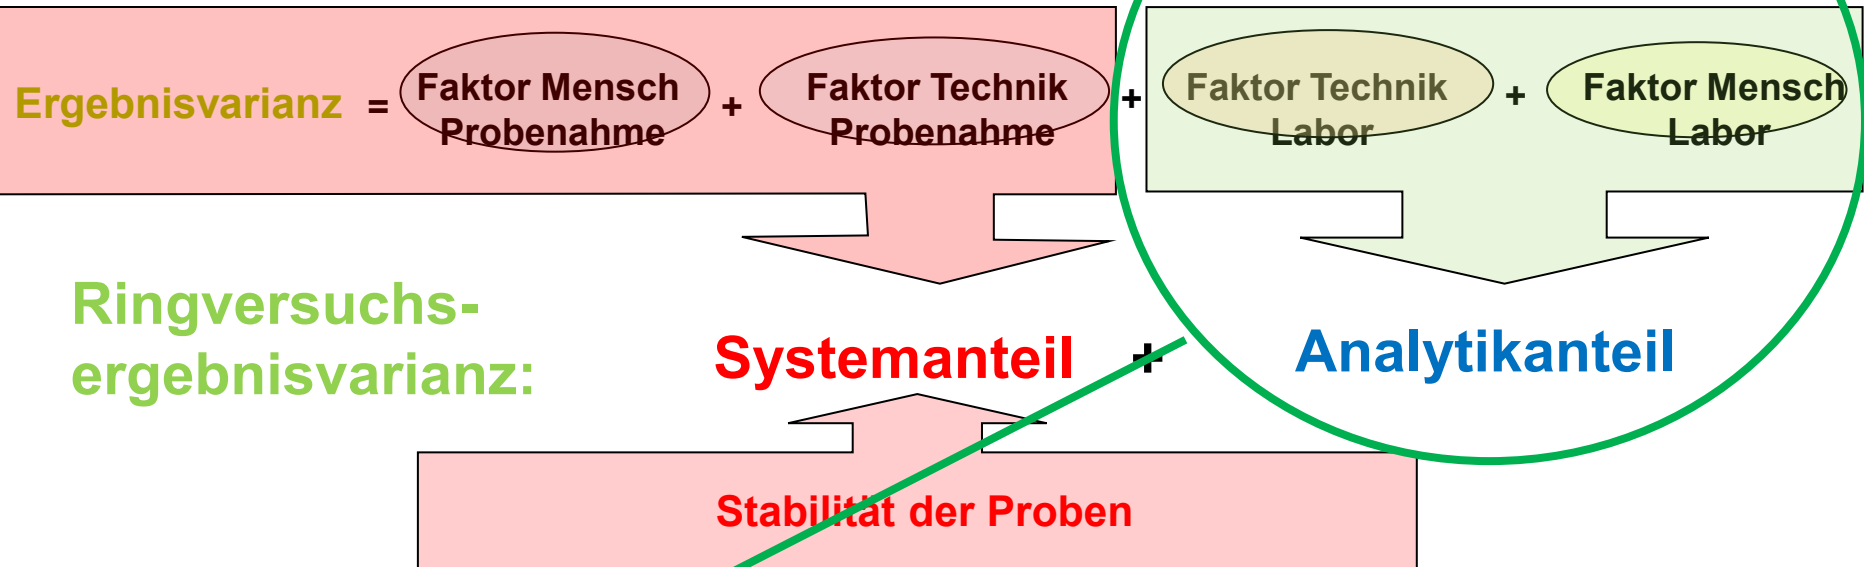 Ergebnisvarianz = Faktor Mensch Probenahme + Faktor Technik Probenahme + Faktor Technik Labor + Faktor Mensch Labor
Ringversuchs-
ergebnisvarianz:
Systemanteil + Analytikanteil
Stabilität der Proben